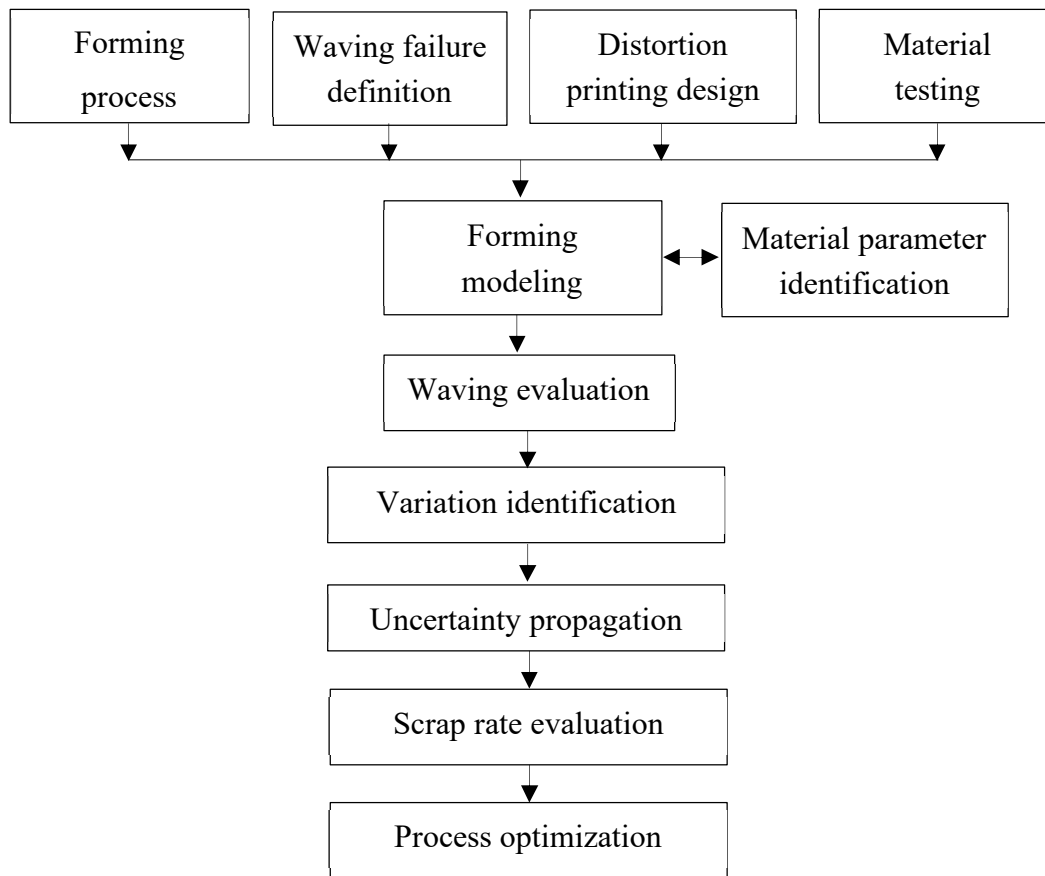 Forming
process
Waving failure
definition
Distortion
printing design
Material
testing
Forming
modeling
Material parameter
identification
Waving evaluation
Variation identification
Uncertainty propagation
Scrap rate evaluation
Process optimization